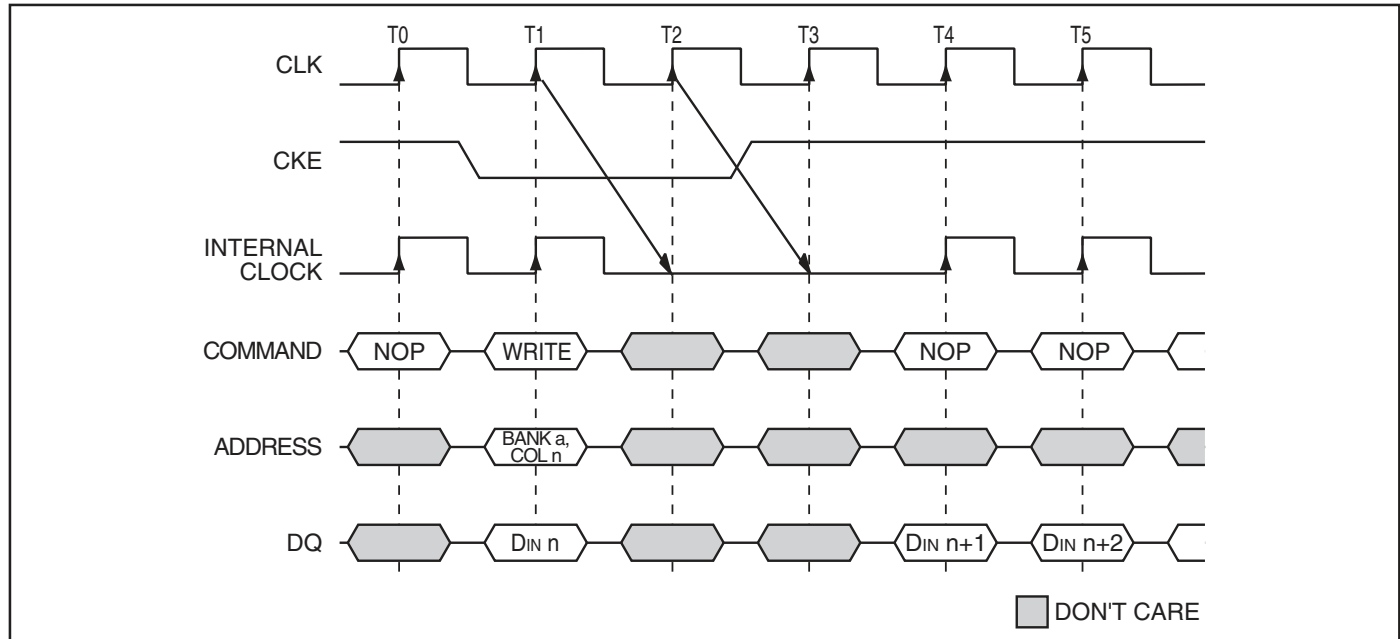 T0 T1 T2 T3 T4 T5
CLK
CKE
INTERNAL
CLOCK
COMMAND NOP WRITE NOP NOP
ADDRESS BANK a,
COL n
DQ DIN n DIN n+1 DIN n+2
DON'T CARE